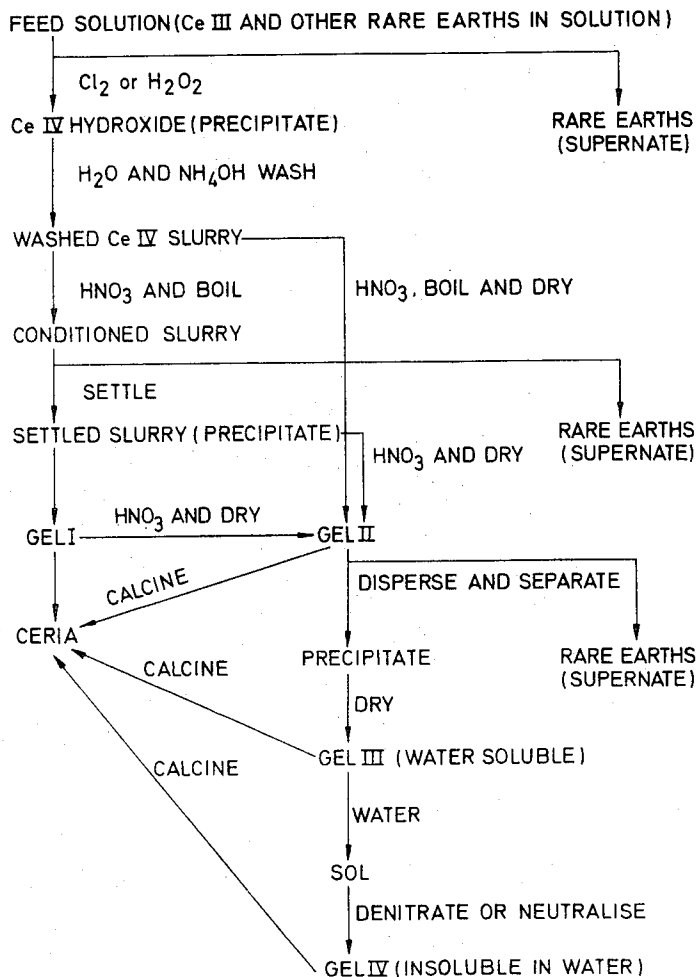 FEED SOLUTION (Ce III AND OTHER RARE EARTHS IN SOLUTION)
Cl2 or H2O2
Ce IV HYDROXIDE (PRECIPITATE)
RARE EARTHS
(SUPERNATE)
H2O AND NH4OH WASH
WASHED Ce IV SLURRY
HNO3 AND BOIL
HNO3, BOIL AND DRY
CONDITIONED SLURRY
SETTLE
SETTLED SLURRY (PRECIPITATE)
RARE EARTHS
(SUPERNATE)
HNO3 AND DRY
GEL I
HNO3 AND DRY
GEL II
CALCINE
DISPERSE AND SEPARATE
CERIA
CALCINE
PRECIPITATE
RARE EARTHS
(SUPERNATE)
DRY
GEL III (WATER SOLUBLE)
CALCINE
WATER
SOL
DENITRATE OR NEUTRALISE
GEL IV (INSOLUBLE IN WATER)